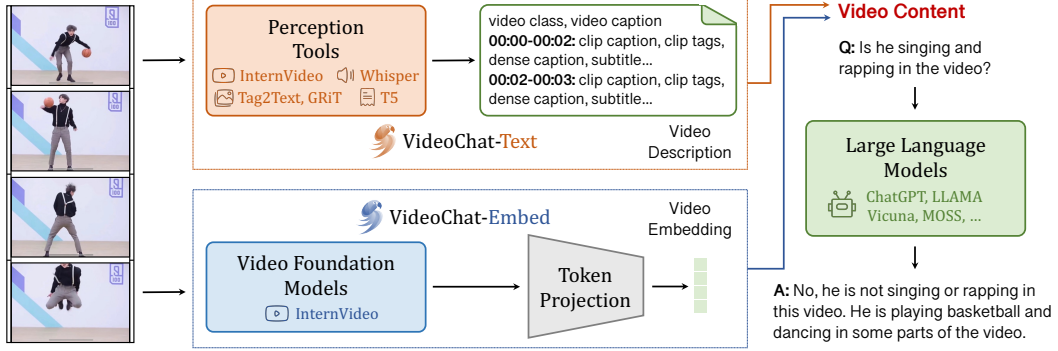 Perception
Tools
InternVideo Whisper
Tag2Text, GRiT T5
video class, video caption
00:00-00:02: clip caption, clip tags,
dense caption, subtitle...
00:02-00:03: clip caption, clip tags,
dense caption, subtitle...
VideoChat-Text
Video
Description
VideoChat-Embed
Video
Embedding
Video Foundation
Models
InternVideo
Token
Projection
Video Content
Q: Is he singing and
rapping in the video?
Large Language
Models
ChatGPT, LLAMA
Vicuna, MOSS, ...
A: No, he is not singing or rapping in
this video. He is playing basketball and
dancing in some parts of the video.